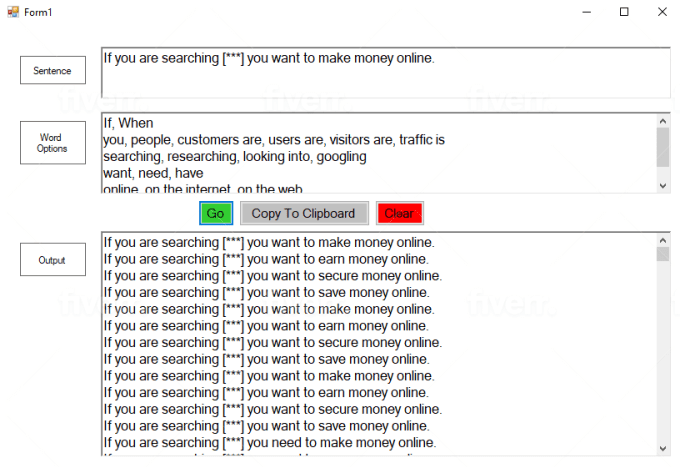 Form1
Sentence
If you are searching [***] you want to make money online.
Word
Options
If, When
you, people, customers are, users are, visitors are, traffic is
searching, researching, looking into, googling
want, need, have
online, on the internet, on the web
Go
Copy To Clipboard
Clear
Output
If you are searching [***] you want to make money online.
If you are searching [***] you want to earn money online.
If you are searching [***] you want to secure money online.
If you are searching [***] you want to save money online.
If you are searching [***] you want to make money online.
If you are searching [***] you want to earn money online.
If you are searching [***] you want to secure money online.
If you are searching [***] you want to save money online.
If you are searching [***] you want to make money online.
If you are searching [***] you want to earn money online.
If you are searching [***] you want to secure money online.
If you are searching [***] you want to save money online.
If you are searching [***] you need to make money online.